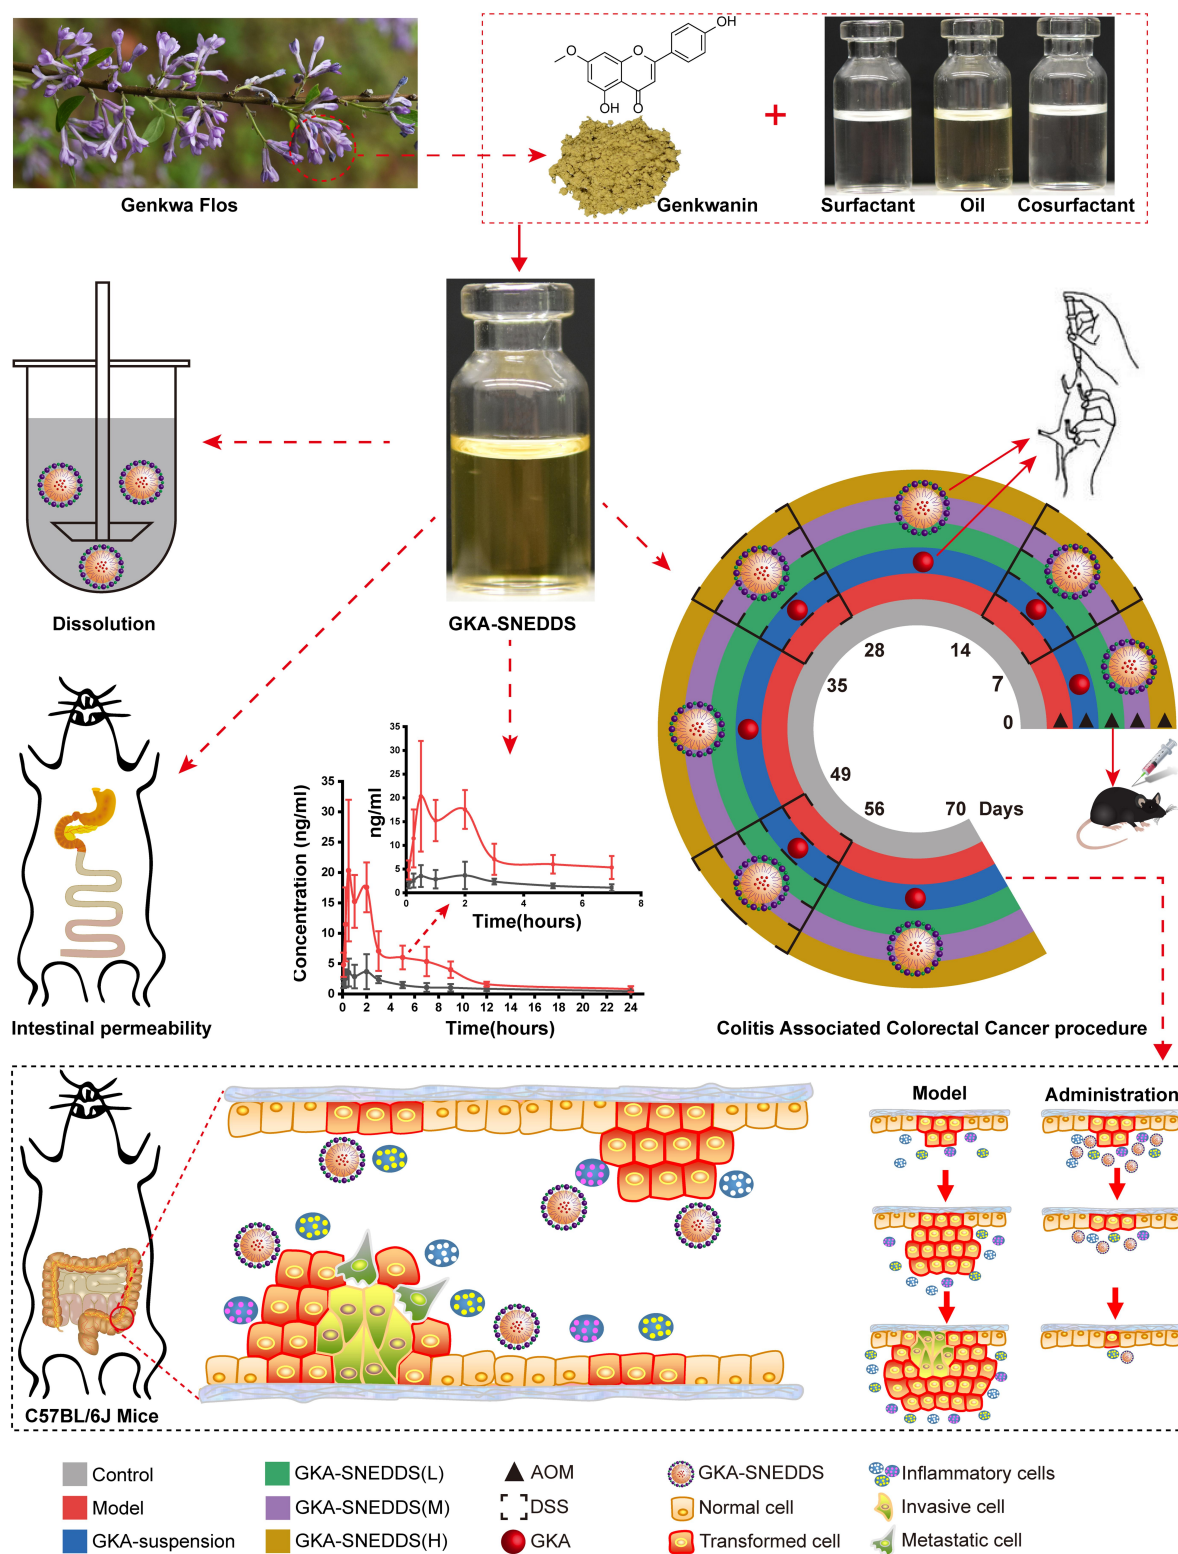 OH
O
O
OH
O
+
Genkwa Flos
Genkwanin
Surfactant
Oil
Cosurfactant
Dissolution
GKA-SNEDDS
28
14
35
7
0
49
56
70 Days
Intestinal permeability
Concentration (ng/ml)
35
30
25
20
15
10
5
0
0 2 4 6 8 10 12 14 16 18 20 22 24
Time(hours)
ng/ml
35
30
25
20
15
10
5
0
0 2 4 6 8
Time(hours)
Colitis Associated Colorectal Cancer procedure
Model
Administration
C57BL/6J Mice
Control
GKA-SNEDDS(L)
AOM
GKA-SNEDDS
Inflammatory cells
Model
GKA-SNEDDS(M)
DSS
Normal cell
Invasive cell
GKA-suspension
GKA-SNEDDS(H)
GKA
Transformed cell
Metastatic cell